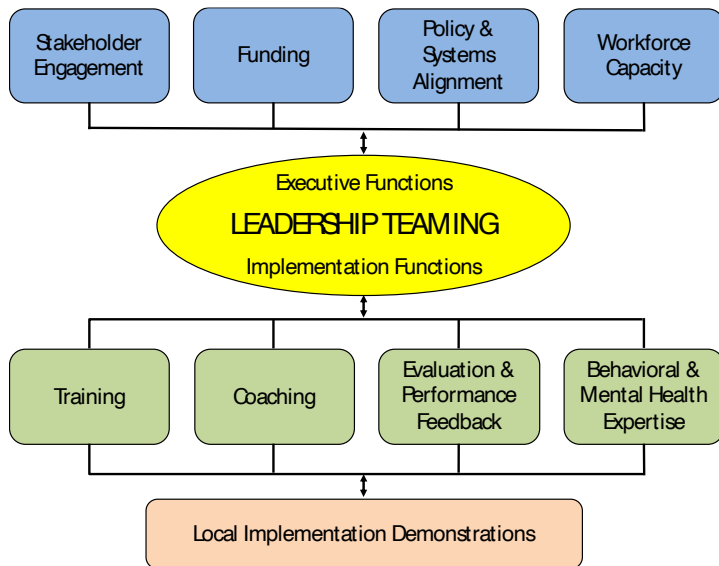 Stakeholder
Engagement
Funding
Policy &
Systems
Alignment
Workforce
Capacity
Executive Functions
LEADERSHIP TEAMING
Implementation Functions
Training
Coaching
Evaluation &
Performance
Feedback
Behavioral &
Mental Health
Expertise
Local Implementation Demonstrations